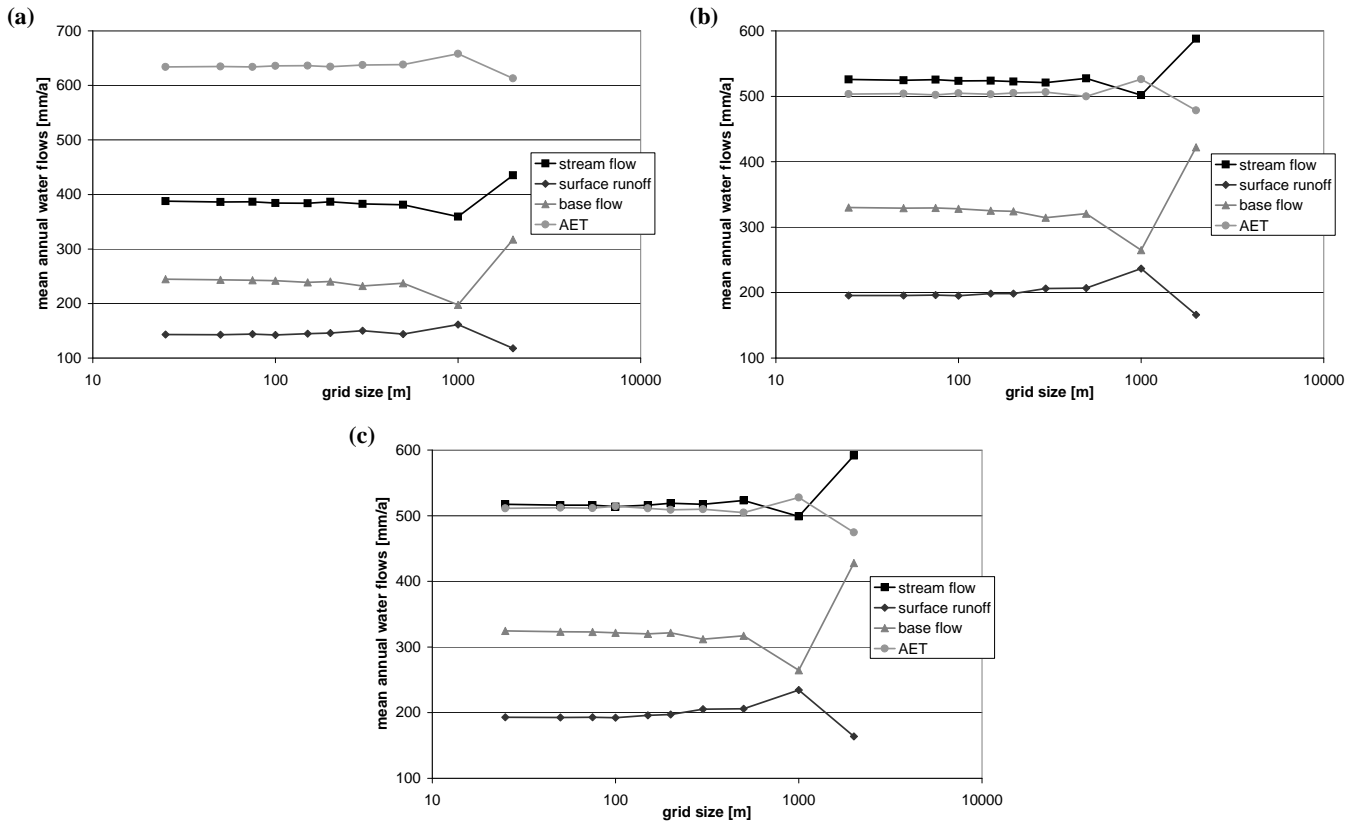 (a)
700
600
500
400
300
200
100
mean annual water flows [mm/a]
10
100
1000
10000
grid size [m]
stream flow
surface runoff
base flow
AET
(b)
600
500
400
300
200
100
mean annual water flows [mm/a]
10
100
1000
10000
grid size [m]
stream flow
surface runoff
base flow
AET
(c)
600
500
400
300
200
100
mean annual water flows [mm/a]
10
100
1000
10000
grid size [m]
stream flow
surface runoff
base flow
AET